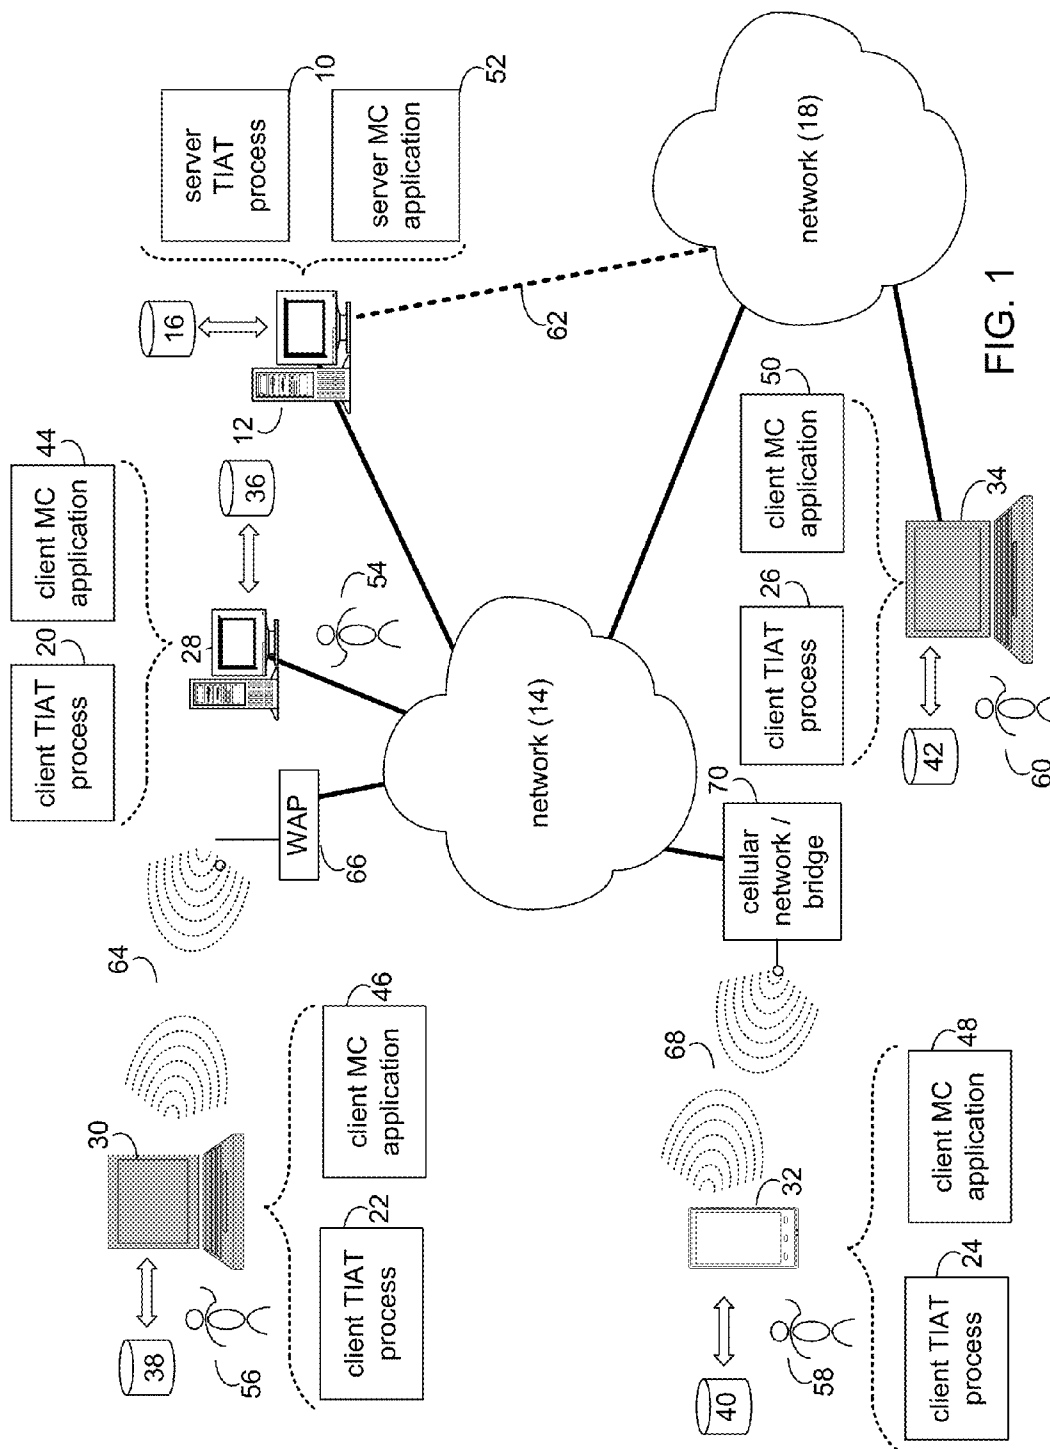 server
TIAT
process
10
server MC
application
52
16
12
62
network (18)
client TIAT
process
20
client MC
application
44
28
36
54
WAP
66
64
network (14)
30
38
56
client TIAT
process
22
client MC
application
46
cellular
network /
bridge
70
68
32
40
58
client TIAT
process
24
client MC
application
48
client TIAT
process
26
client MC
application
50
34
42
60
FIG. 1